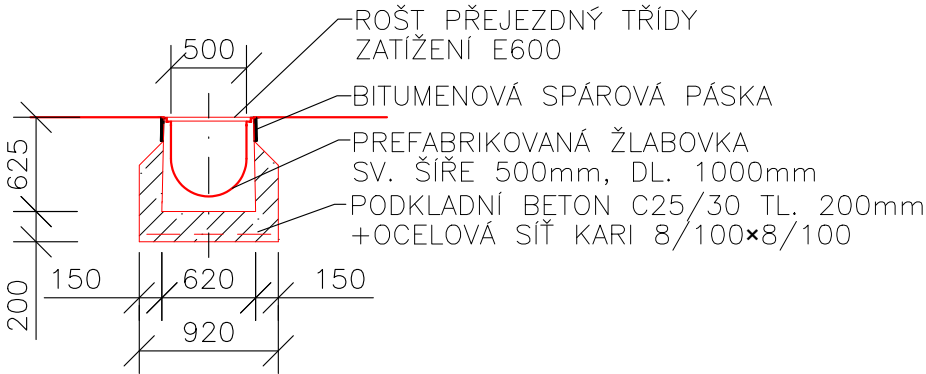 ROŠT PŘEJEZDNÝ TŘÍDY
ZATÍŽENÍ E600
500
BITUMENOVÁ SPÁROVÁ PÁSKA
PREFABRIKOVANÁ ŽLABOVKA
SV. ŠÍŘE 500mm, DL. 1000mm
625
PODKLADNÍ BETON C25/30 TL. 200mm
+OCELOVÁ SÍŤ KARI 8/100×8/100
150
620
150
200
920